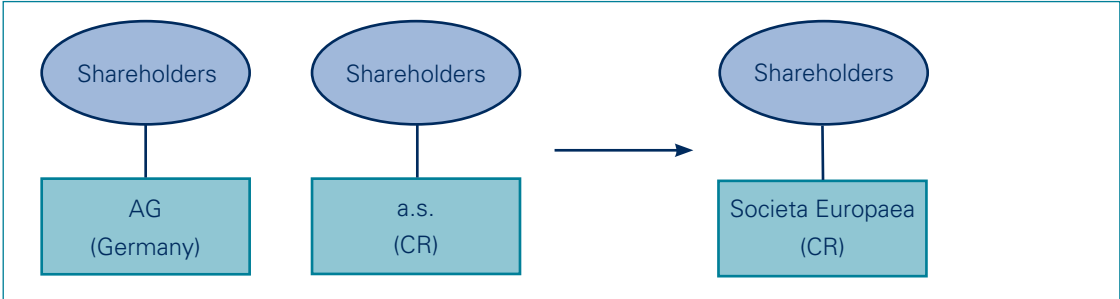 Shareholders
Shareholders
Shareholders
AG
(Germany)
a.s.
(CR)
Societa Europaea
(CR)